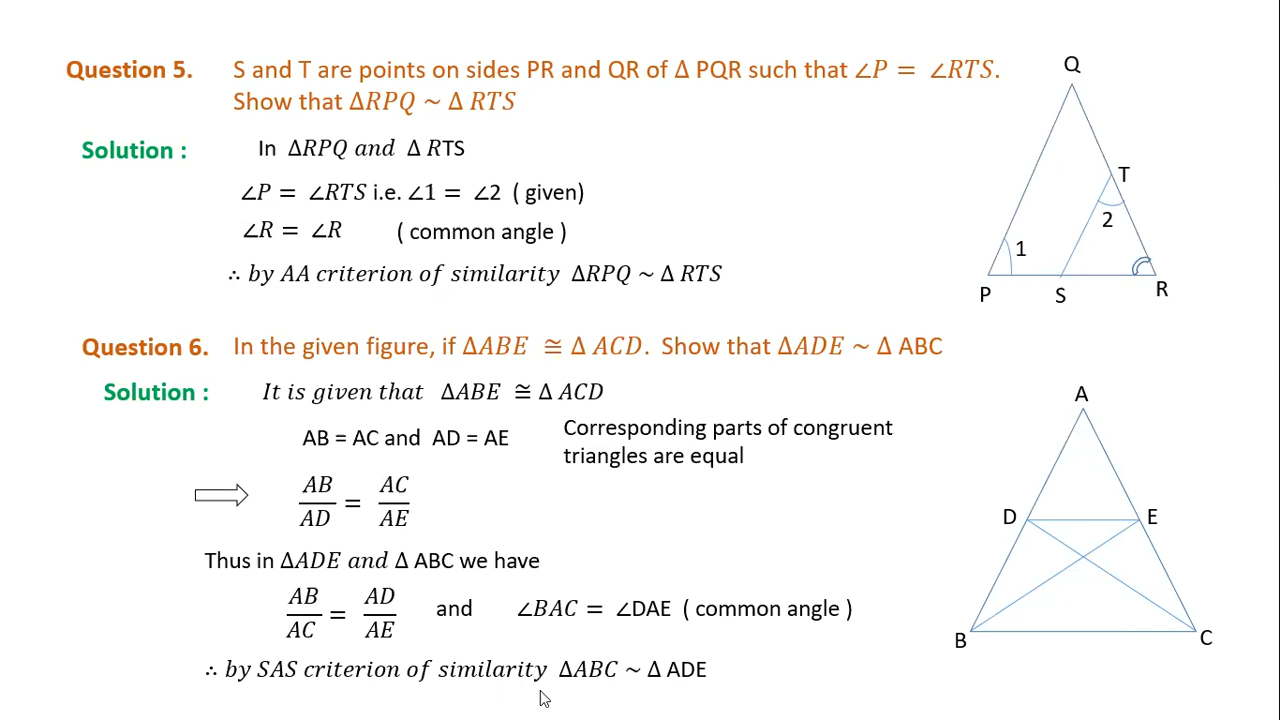 Question 5. S and T are points on sides PR and QR of Δ PQR such that ∠P = ∠RTS.
Show that ΔRPQ ~ Δ RTS
Solution : In ΔRPQ and Δ RTS
∠P = ∠RTS i.e. ∠1 = ∠2 ( given)
∠R = ∠R ( common angle )
∴ by AA criterion of similarity ΔRPQ ~ Δ RTS
Q
T
2
1
P S R
Question 6. In the given figure, if ΔABE ≅ Δ ACD. Show that ΔADE ~ Δ ABC
Solution : It is given that ΔABE ≅ Δ ACD
AB = AC and AD = AE
Corresponding parts of congruent
triangles are equal
AB/AD = AC/AE
Thus in ΔADE and Δ ABC we have
AB/AC = AD/AE and ∠BAC = ∠DAE ( common angle )
∴ by SAS criterion of similarity ΔABC ~ Δ ADE
A
D E
B C